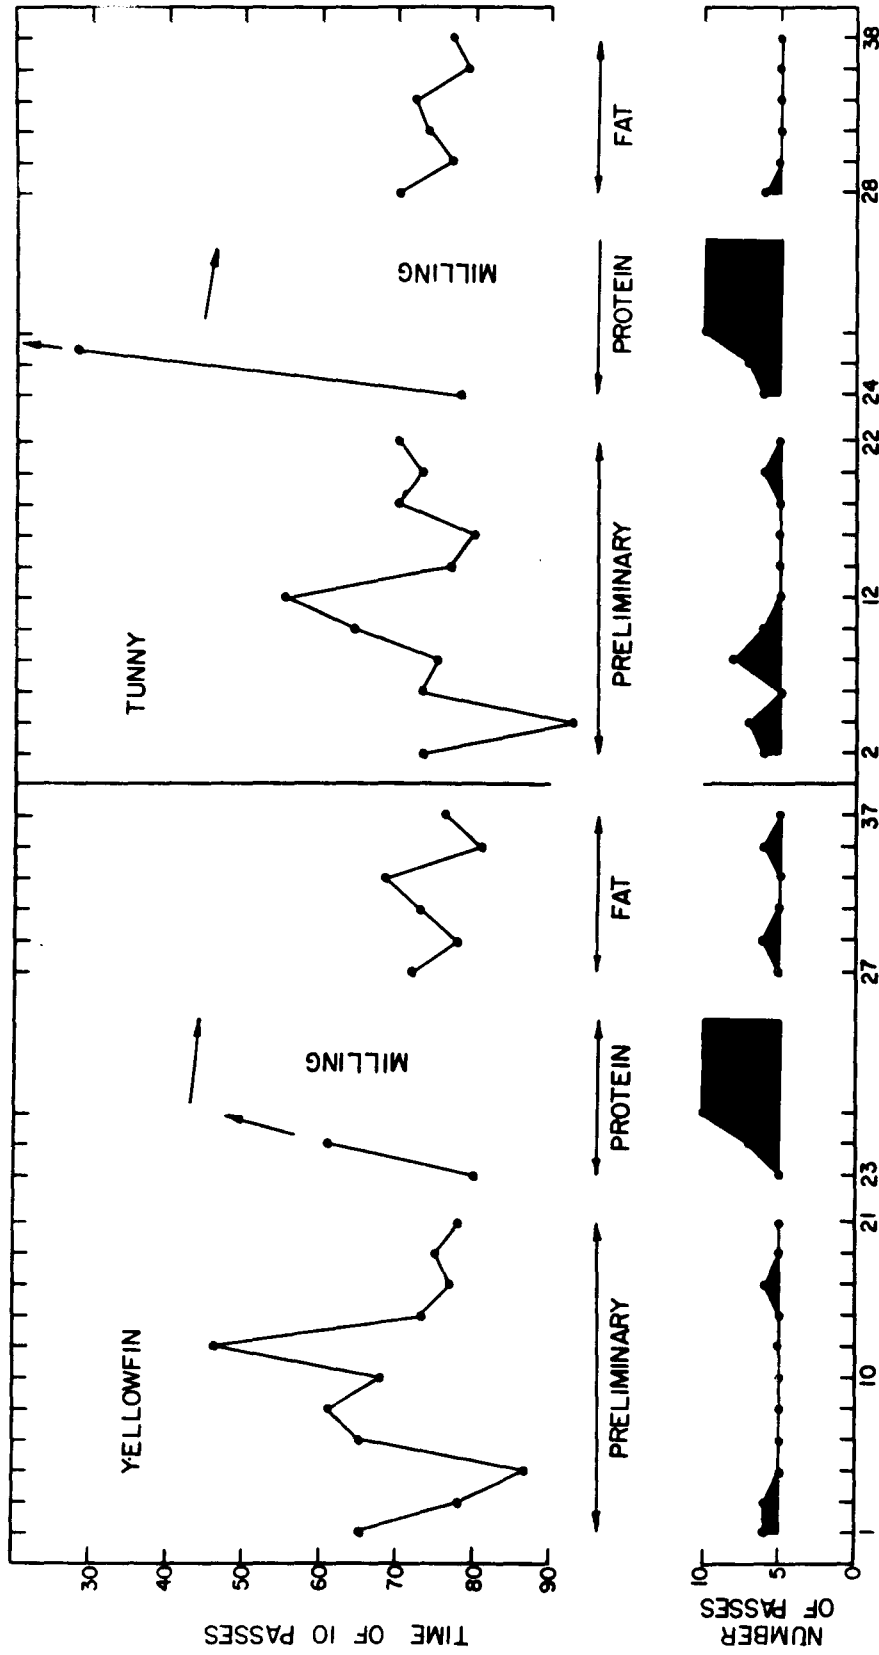 YELLOWFIN
TUNNY
TIME OF 10 PASSES
30
40
50
60
70
80
90
MILLING
MILLING
PRELIMINARY PROTEIN FAT PRELIMINARY PROTEIN FAT
NUMBER
OF PASSES
10
5
0
1 10 21 23 27 37 2 12 22 24 28 38